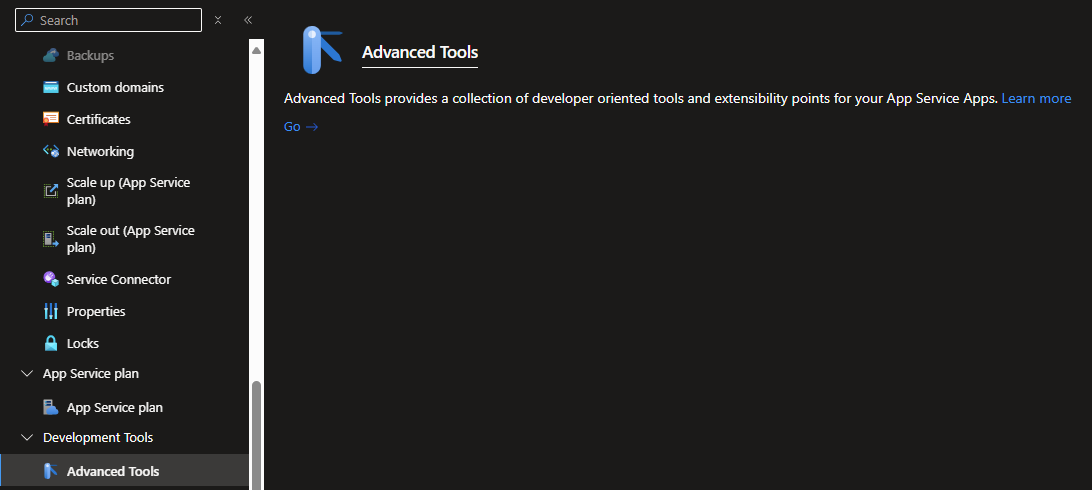 Search
Backups
Custom domains
Certificates
Networking
Scale up (App Service
plan)
Scale out (App Service
plan)
Service Connector
Properties
Locks
App Service plan
App Service plan
Development Tools
Advanced Tools
Advanced Tools
Advanced Tools provides a collection of developer oriented tools and extensibility points for your App Service Apps. Learn more
Go →